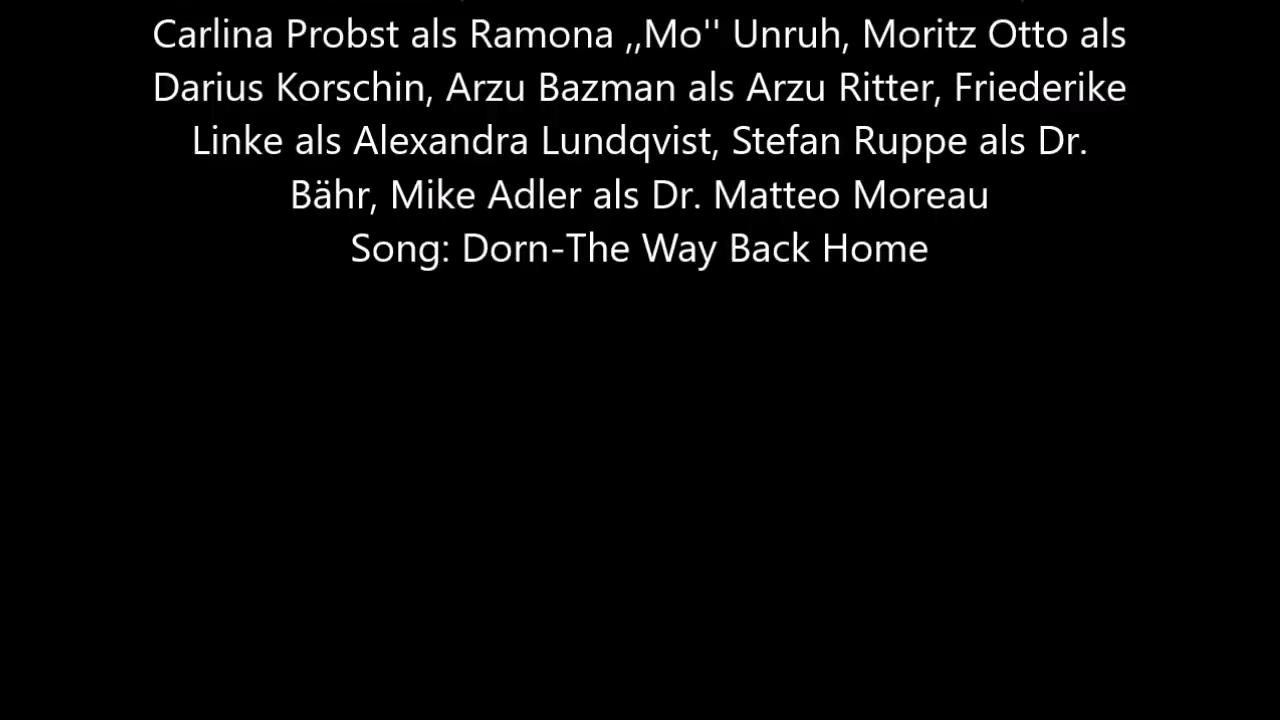 Carlina Probst als Ramona ,,Mo'' Unruh, Moritz Otto als
Darius Korschin, Arzu Bazman als Arzu Ritter, Friederike
Linke als Alexandra Lundqvist, Stefan Ruppe als Dr.
Bähr, Mike Adler als Dr. Matteo Moreau
Song: Dorn-The Way Back Home